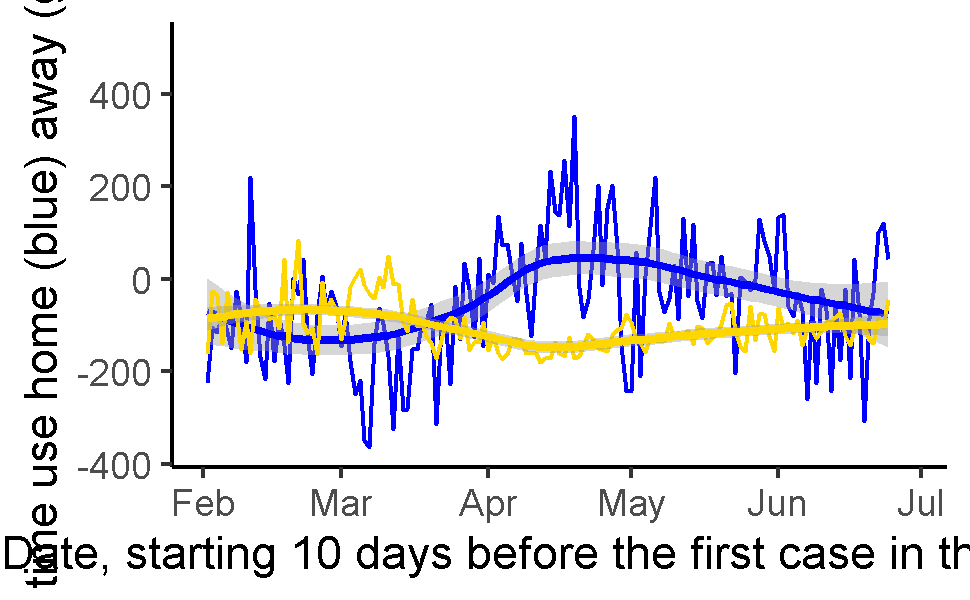 time use home (blue) away (
400
200
0
-200
-400
Feb Mar Apr May Jun Jul
Date, starting 10 days before the first case in th